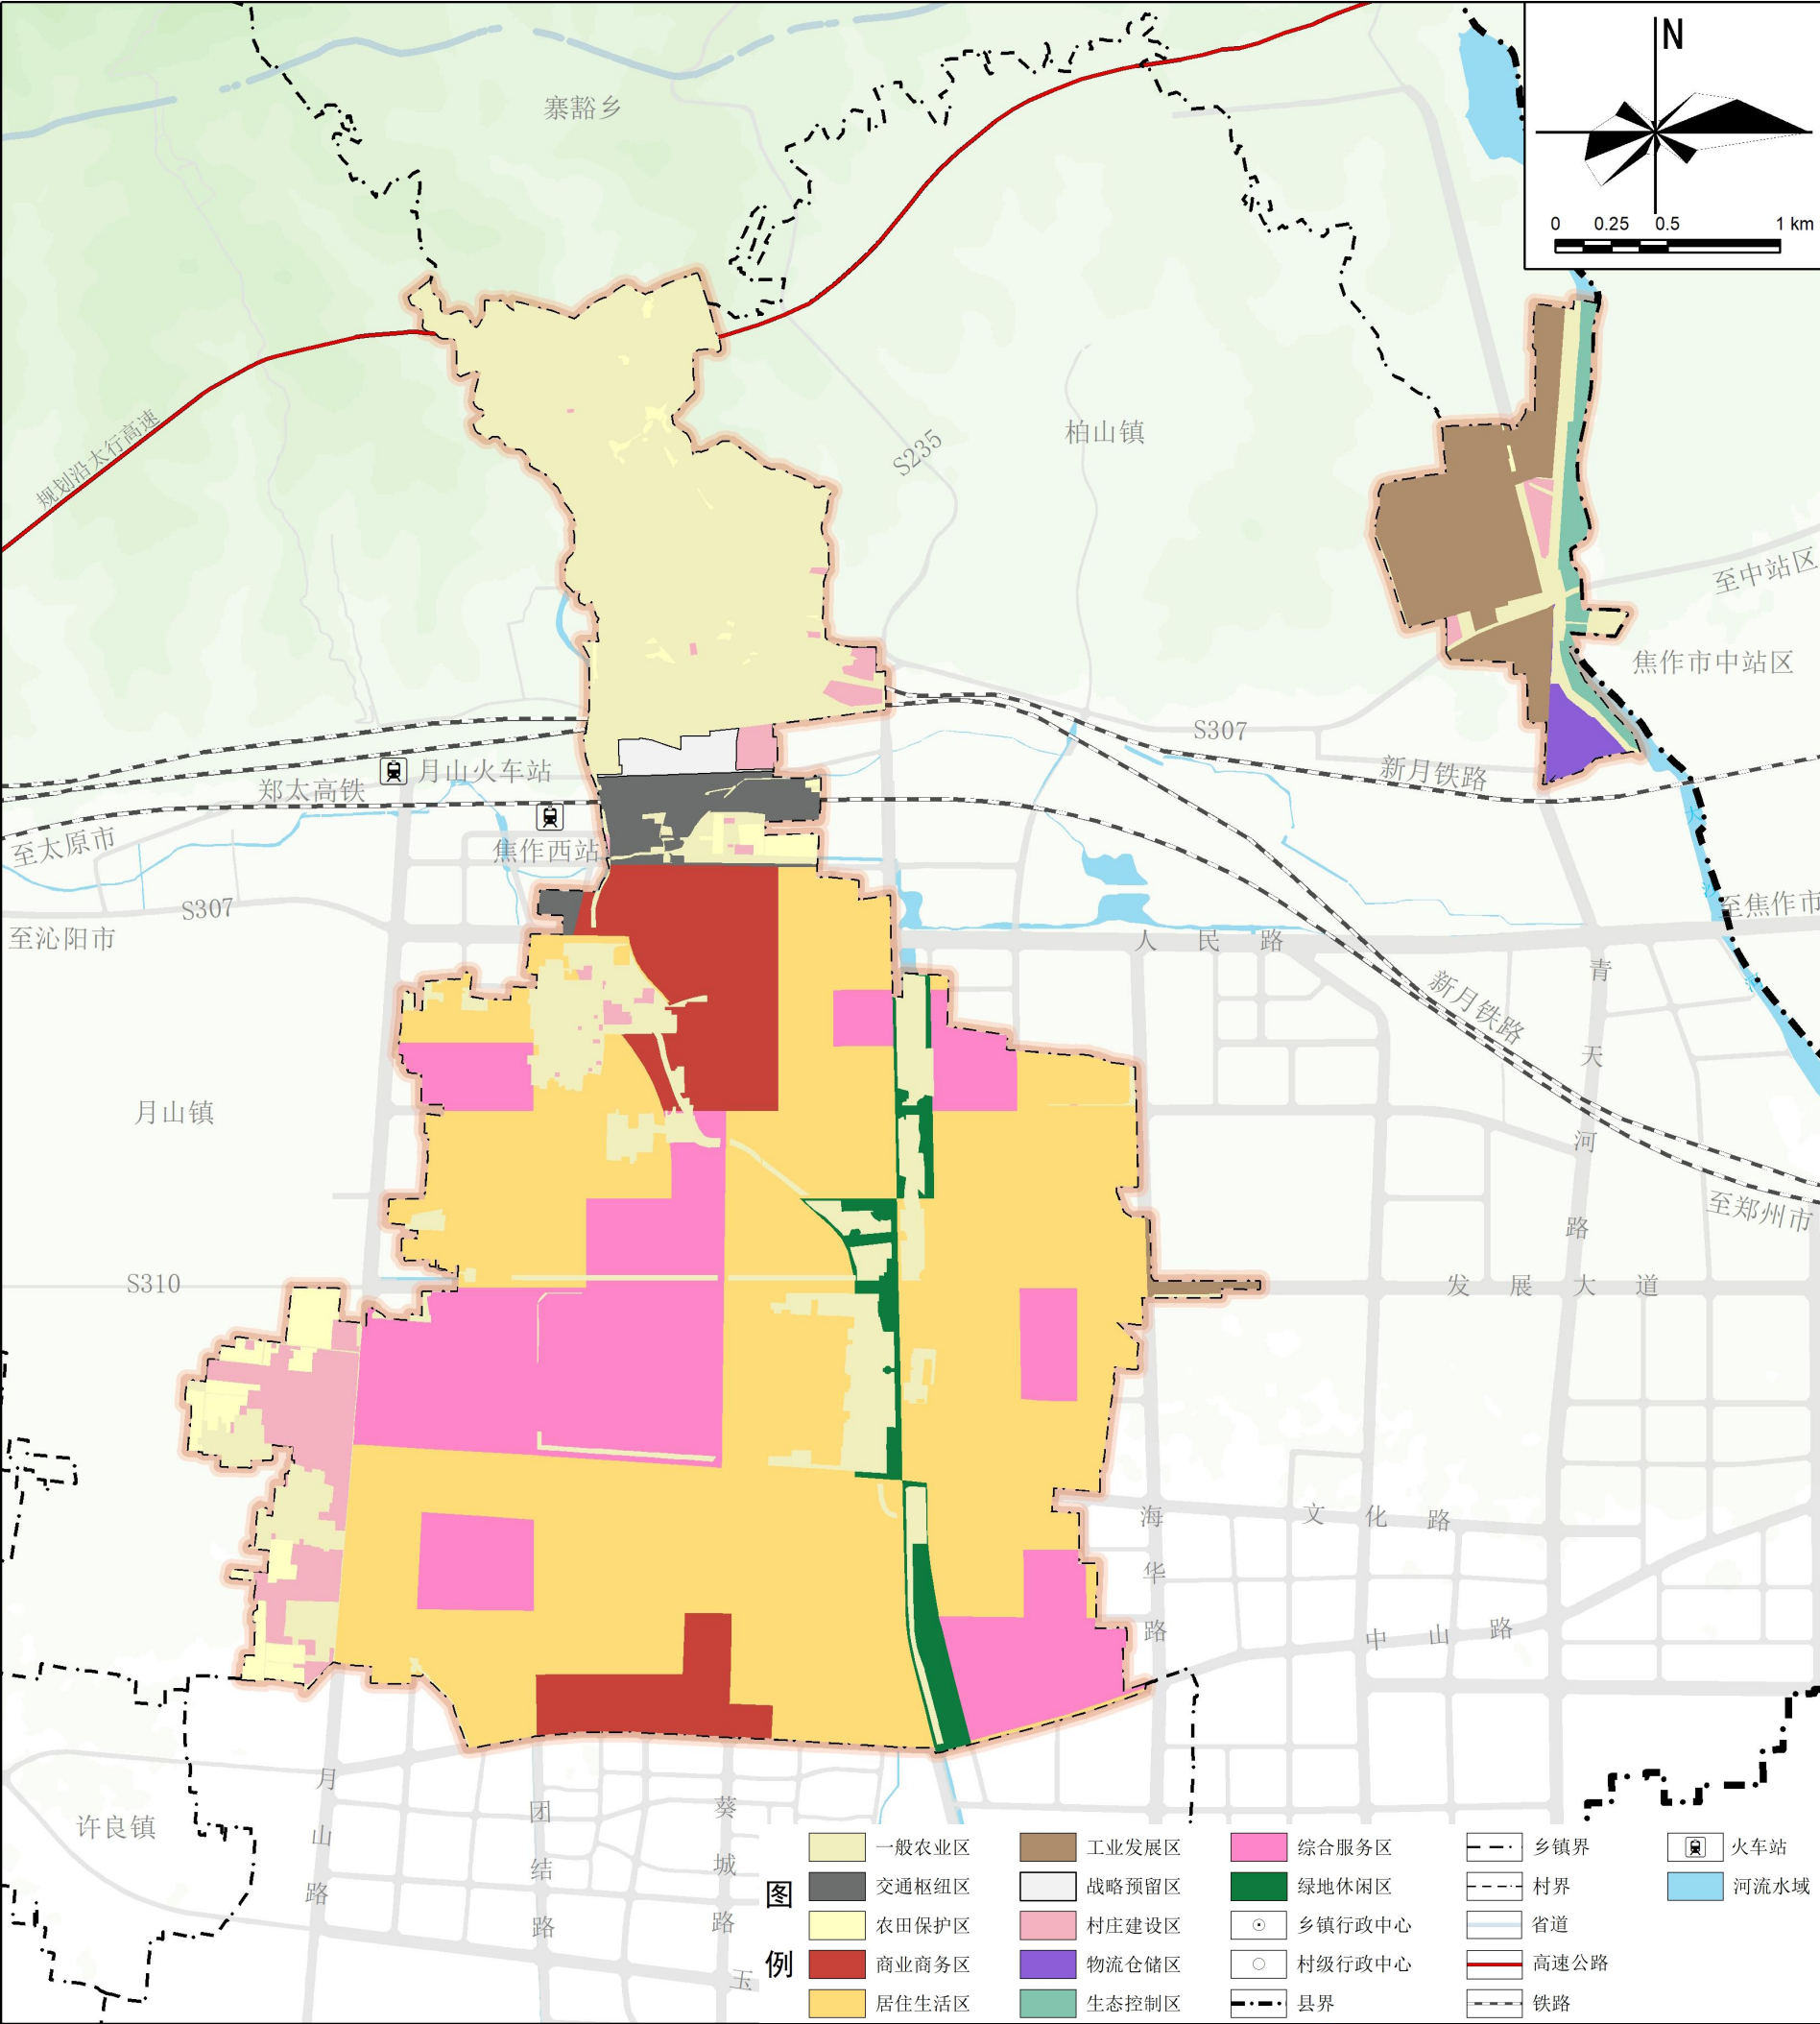 N
0 0.25 0.5 1 km
寨豁乡
规划沿太行高速
S235
柏山镇
至中站区
焦作市中站区
S307
新月铁路
月山火车站
郑太高铁
至太原市
焦作西站
S307
至沁阳市
至焦作市
人民路
青天河路
新月铁路
月山镇
至郑州市
S310
发展大道
海华路
文化路
中山路
许良镇
月山路
团结路
葵城路
玉
图例
一般农业区
交通枢纽区
农田保护区
商业商务区
居住生活区
工业发展区
战略预留区
村庄建设区
物流仓储区
生态控制区
综合服务区
绿地休闲区
乡镇行政中心
村级行政中心
县界
乡镇界
村界
省道
高速公路
铁路
火车站
河流水域